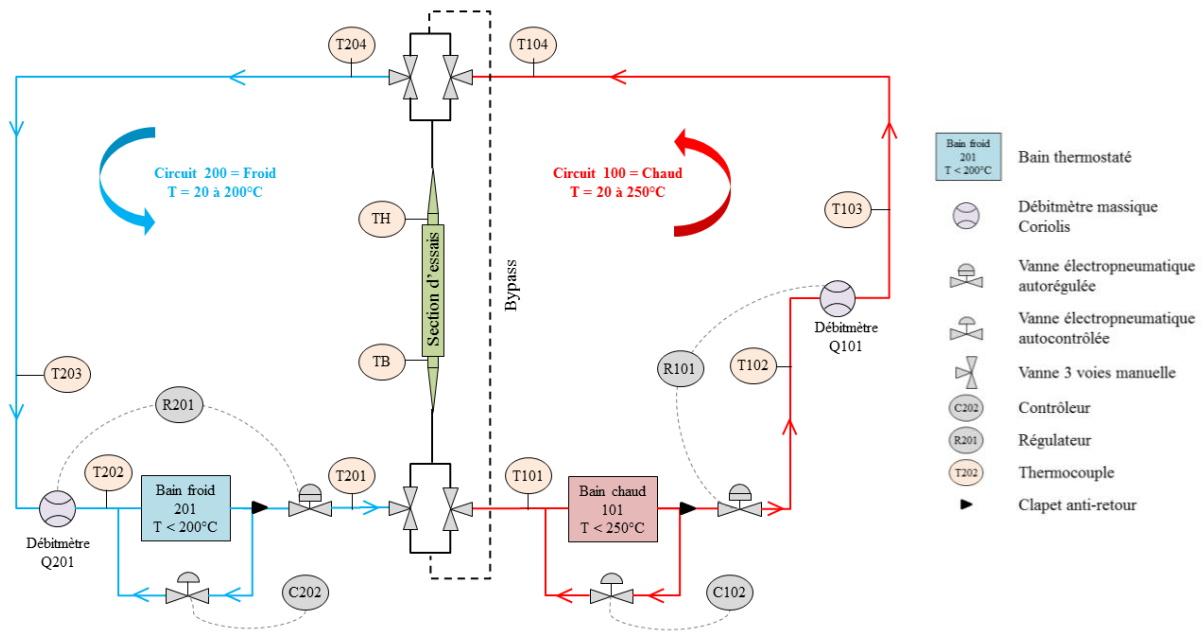 T204
T104
Circuit 200 = Froid
T = 20 à 200°C
Circuit 100 = Chaud
T = 20 à 250°C
TH
Section d'essais
Bypass
TB
T103
Débitmètre
Q101
T102
R101
T203
R201
T202
Bain froid
201
T < 200°C
T201
T101
Bain chaud
101
T < 250°C
Débitmètre
Q201
C202
C102
Bain froid
201
T < 200°C
Bain thermostaté
Débitmètre massique
Coriolis
Vanne électropneumatique
autorégulée
Vanne électropneumatique
autocontrôlée
Vanne 3 voies manuelle
C202
Contrôleur
R201
Régulateur
T202
Thermocouple
Clapet anti-retour